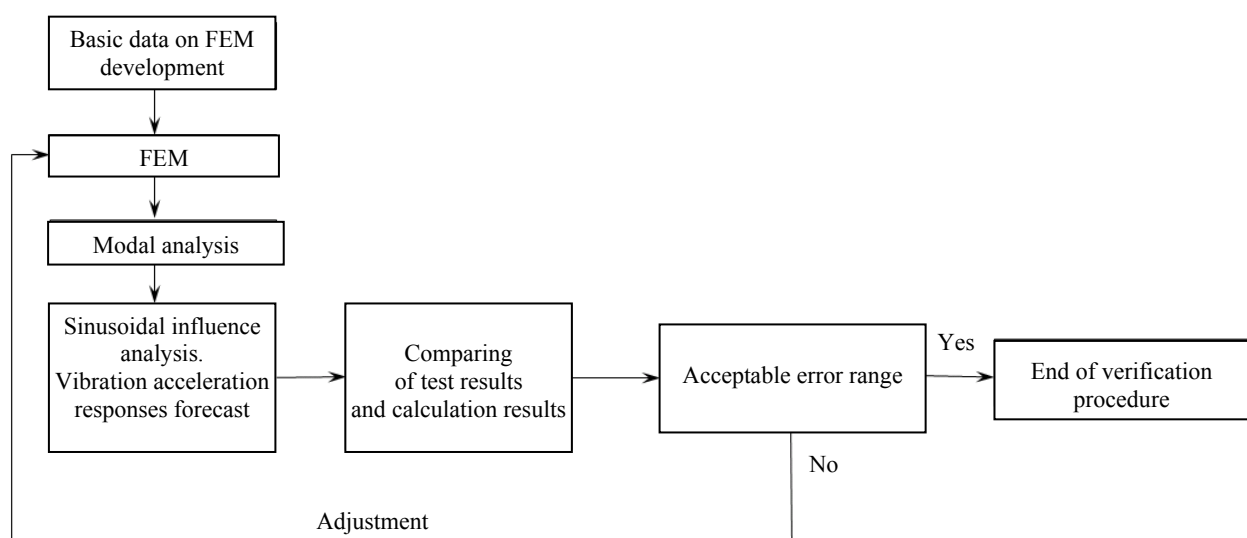 Basic data on FEM
development
FEM
Modal analysis
Sinusoidal influence
analysis.
Vibration acceleration
responses forecast
Comparing
of test results
and calculation results
Acceptable error range
Yes
End of verification
procedure
No
Adjustment